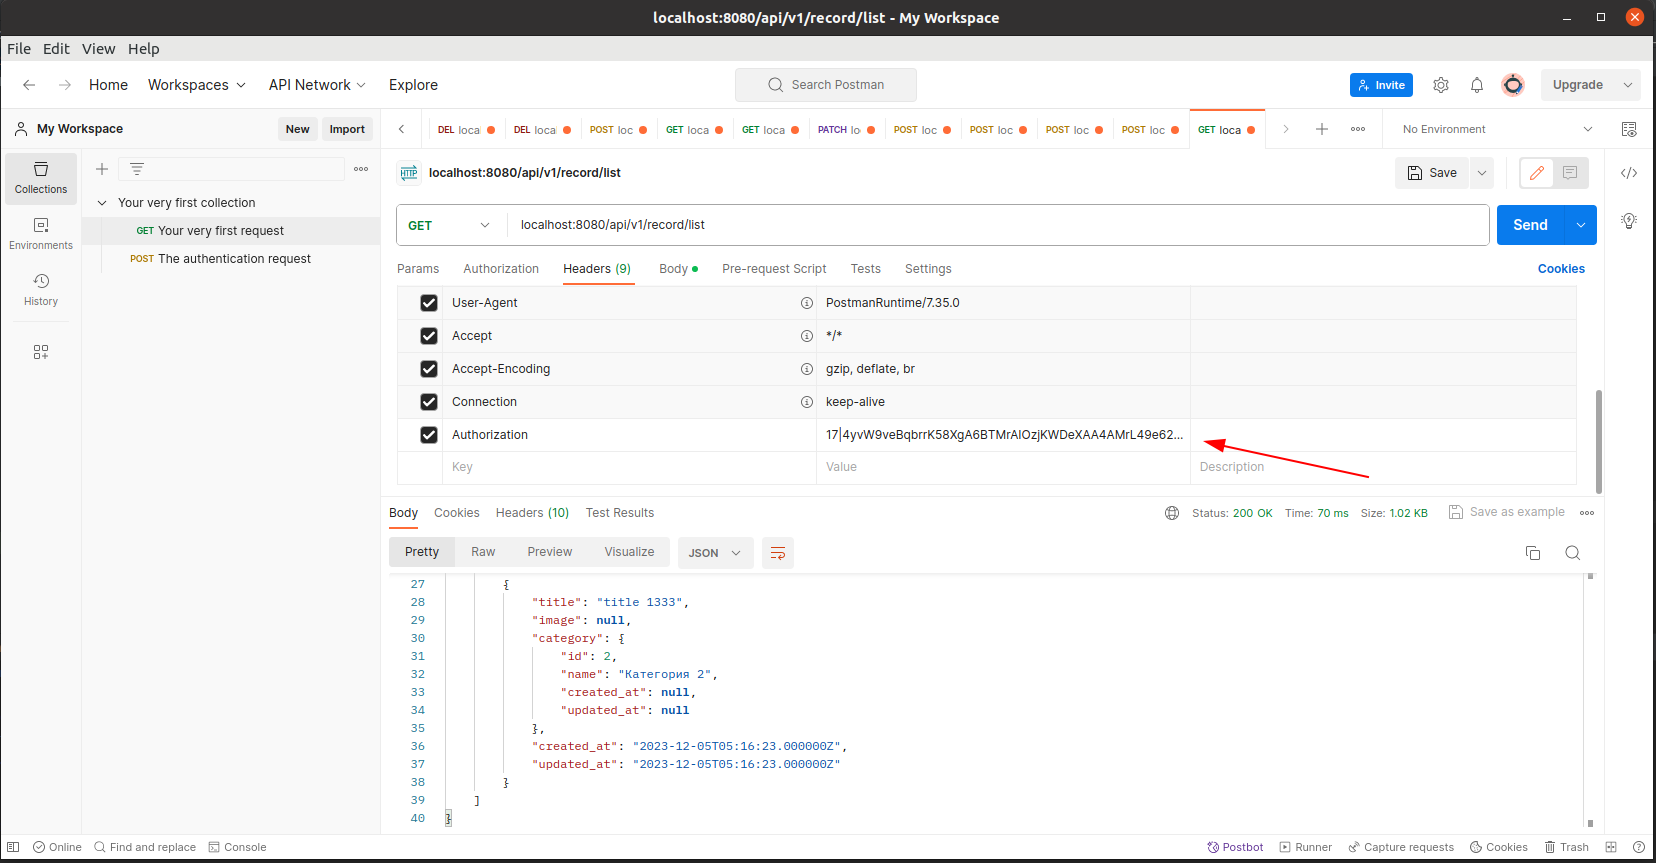 localhost:8080/api/v1/record/list - My Workspace
File Edit View Help
Home Workspaces API Network Explore Search Postman Invite Upgrade
My Workspace New Import DEL loca DEL loca POST loc GET loca GET loca PATCH lo POST loc POST loc POST loc POST loc GET loca No Environment
Collections
Environments
History
Your very first collection
GET Your very first request
POST The authentication request
HTTP localhost:8080/api/v1/record/list Save
GET localhost:8080/api/v1/record/list Send
Params Authorization Headers (9) Body Pre-request Script Tests Settings Cookies
User-Agent PostmanRuntime/7.35.0
Accept */*
Accept-Encoding gzip, deflate, br
Connection keep-alive
Authorization 17|4yvW9veBqbrrK58XgA6BTMrAIOzjKWDeXAA4AMrL49e62...
Key Value Description
Body Cookies Headers (10) Test Results Status: 200 OK Time: 70 ms Size: 1.02 KB Save as example
Pretty Raw Preview Visualize JSON
27 {
28 "title": "title 1333",
29 "image": null,
30 "category": {
31 "id": 2,
32 "name": "Категория 2",
33 "created_at": null,
34 "updated_at": null
35 },
36 "created_at": "2023-12-05T05:16:23.000000Z",
37 "updated_at": "2023-12-05T05:16:23.000000Z"
38 }
39 ]
40 }
Online Find and replace Console Postbot Runner Capture requests Cookies Trash